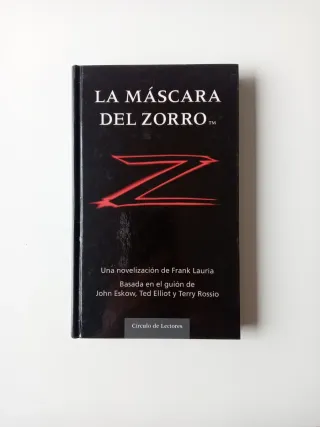 LA MÁSCARA
DEL ZORRO™
Z
Una novelización de Frank Lauria
Basada en el guión de
John Eskow, Ted Elliot y Terry Rossio
Círculo de Lectores